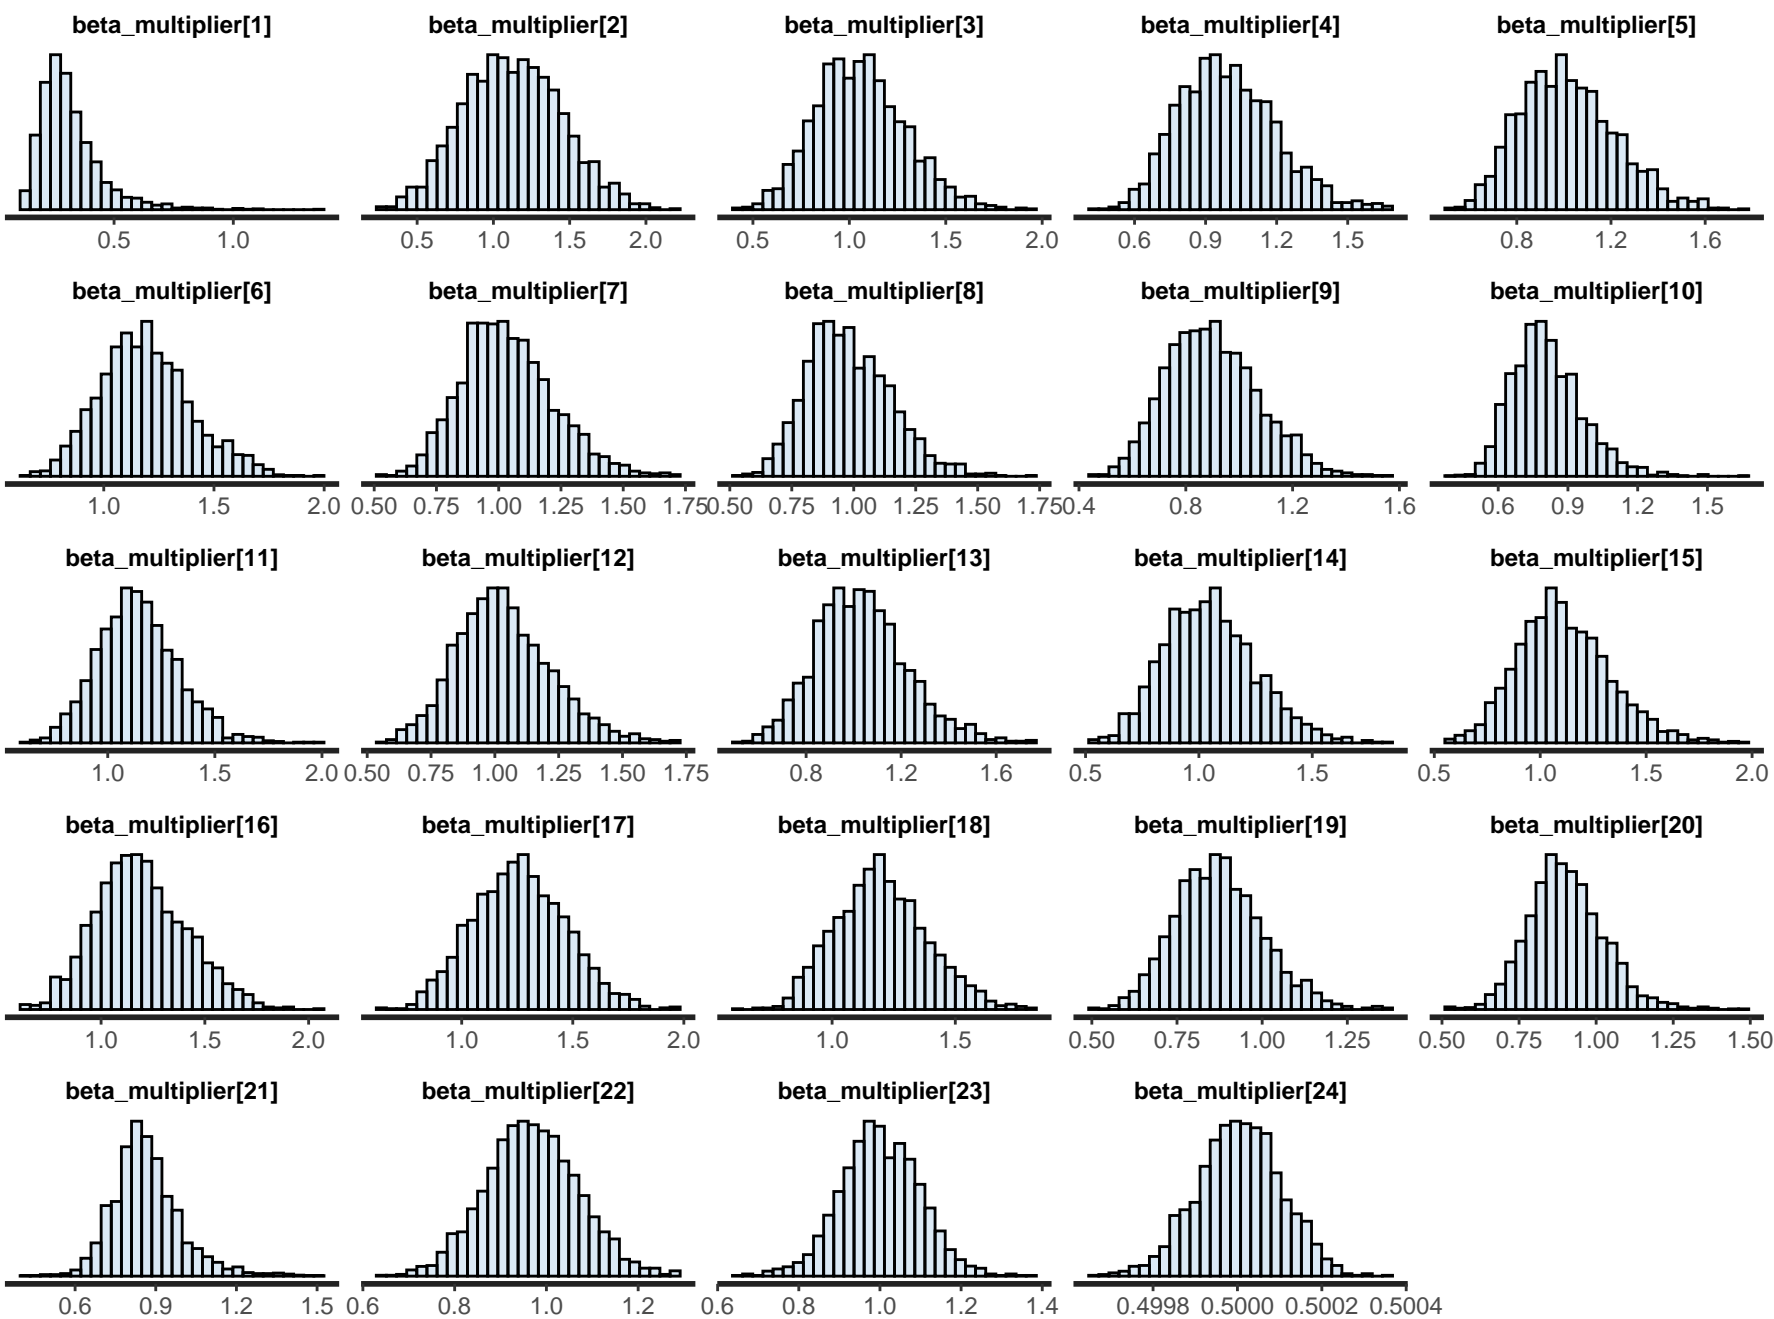 beta_multiplier[1] beta_multiplier[2] beta_multiplier[3] beta_multiplier[4] beta_multiplier[5]
0.5 1.0 0.5 1.0 1.5 2.0 0.5 1.0 1.5 2.0 0.6 0.9 1.2 1.5 0.8 1.2 1.6
beta_multiplier[6] beta_multiplier[7] beta_multiplier[8] beta_multiplier[9] beta_multiplier[10]
1.0 1.5 2.0 0.50 0.75 1.00 1.25 1.50 1.75 0.50 0.75 1.00 1.25 1.50 1.75 0.4 0.8 1.2 1.6 0.6 0.9 1.2 1.5
beta_multiplier[11] beta_multiplier[12] beta_multiplier[13] beta_multiplier[14] beta_multiplier[15]
1.0 1.5 2.0 0.50 0.75 1.00 1.25 1.50 1.75 0.8 1.2 1.6 0.5 1.0 1.5 0.5 1.0 1.5 2.0
beta_multiplier[16] beta_multiplier[17] beta_multiplier[18] beta_multiplier[19] beta_multiplier[20]
1.0 1.5 2.0 1.0 1.5 2.0 1.0 1.5 0.50 0.75 1.00 1.25 0.50 0.75 1.00 1.25 1.50
beta_multiplier[21] beta_multiplier[22] beta_multiplier[23] beta_multiplier[24]
0.6 0.9 1.2 1.5 0.6 0.8 1.0 1.2 0.6 0.8 1.0 1.2 1.4 0.4998 0.5000 0.5002 0.5004